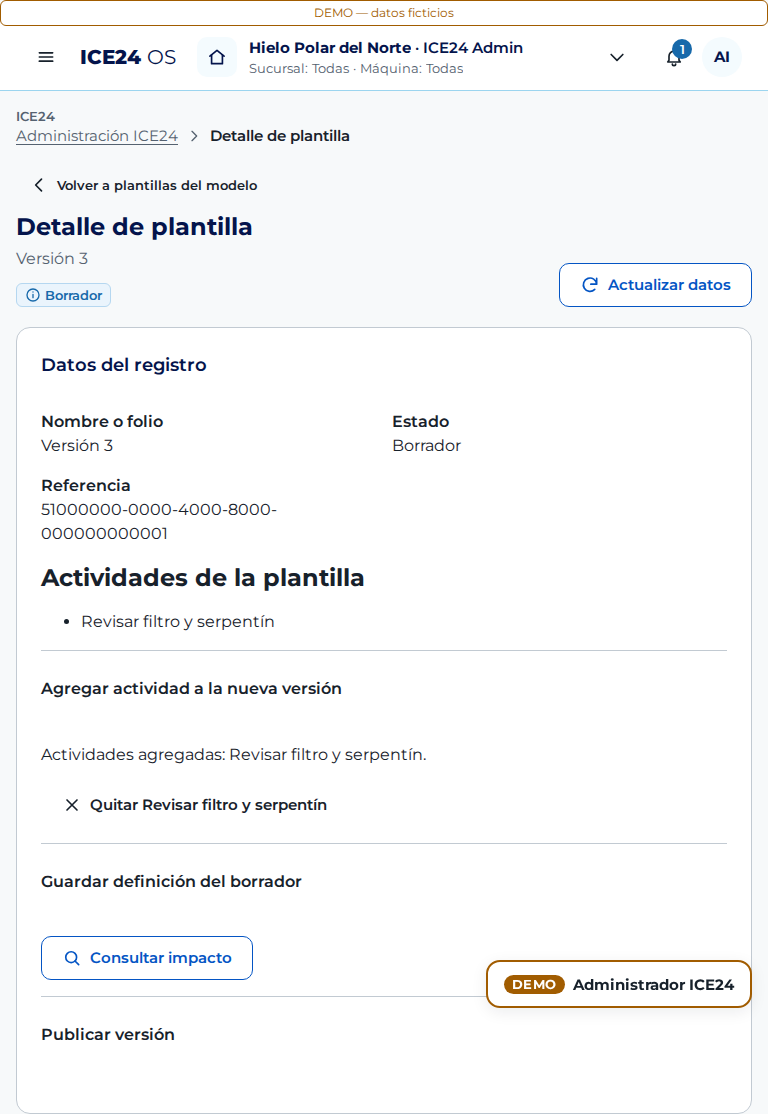 DEMO — datos ficticios
ICE24 OS
Hielo Polar del Norte · ICE24 Admin
Sucursal: Todas · Máquina: Todas
1
AI
ICE24
Administración ICE24 > Detalle de plantilla
Volver a plantillas del modelo
Detalle de plantilla
Versión 3
Borrador
Actualizar datos
Datos del registro
Nombre o folio
Versión 3
Estado
Borrador
Referencia
51000000-0000-4000-8000-
000000000001
Actividades de la plantilla
• Revisar filtro y serpentín
Agregar actividad a la nueva versión
Actividades agregadas: Revisar filtro y serpentín.
Quitar Revisar filtro y serpentín
Guardar definición del borrador
Consultar impacto
DEMO Administrador ICE24
Publicar versión